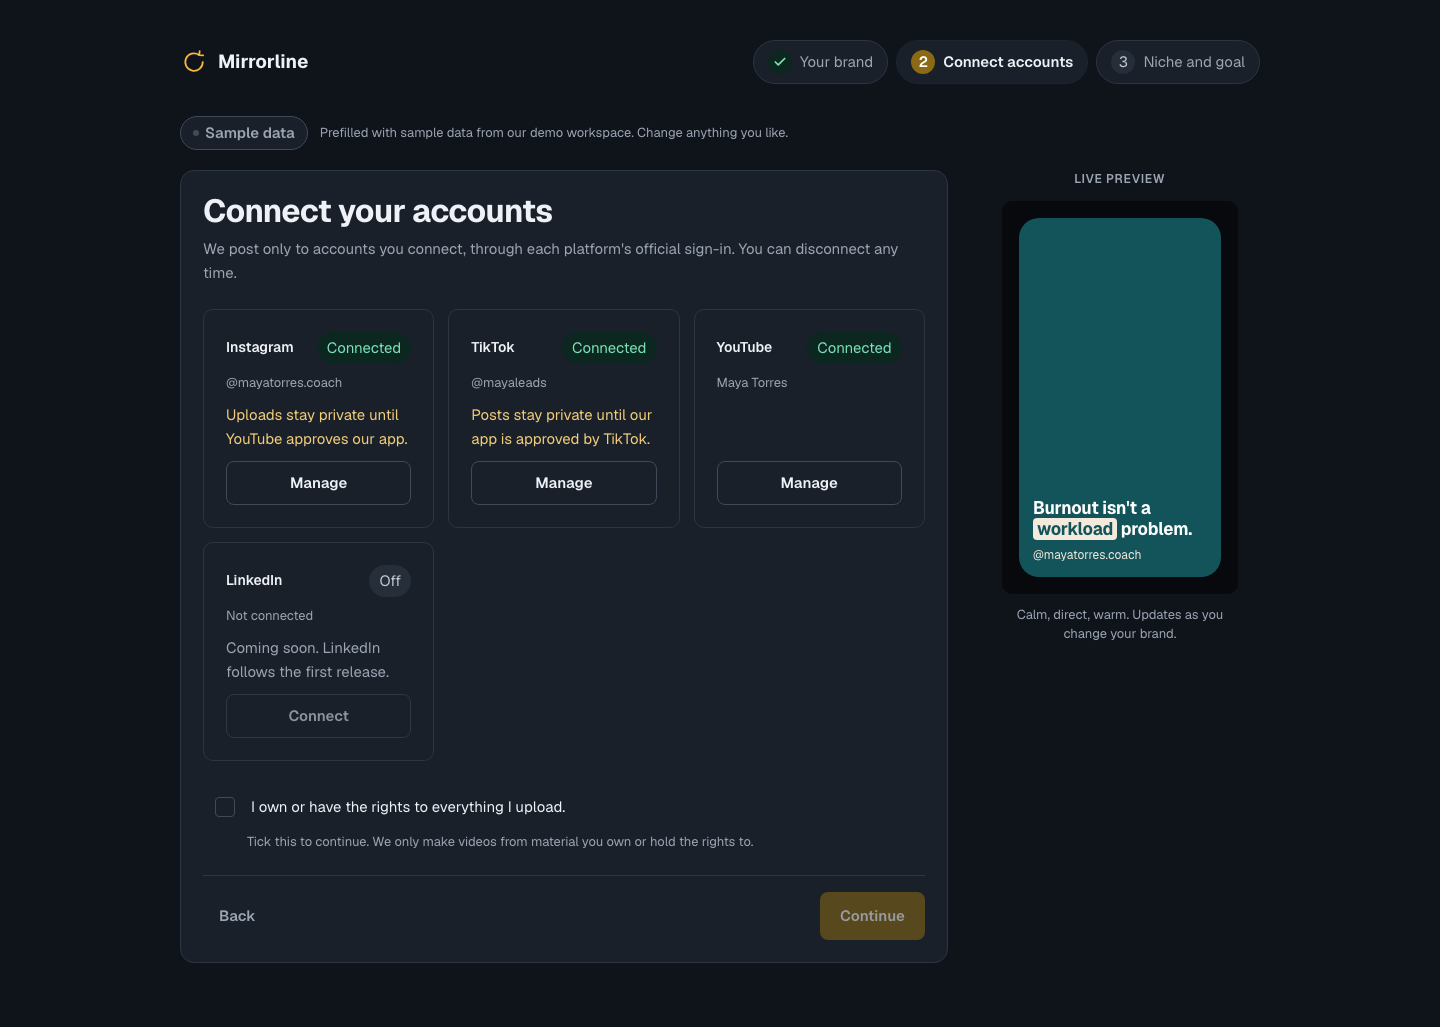 Mirrorline
Your brand
2 Connect accounts
3 Niche and goal
Sample data
Prefilled with sample data from our demo workspace. Change anything you like.
Connect your accounts
We post only to accounts you connect, through each platform's official sign-in. You can disconnect any
time.
Instagram
Connected
@mayatorres.coach
Uploads stay private until
YouTube approves our app.
Manage
TikTok
Connected
@mayaleads
Posts stay private until our
app is approved by TikTok.
Manage
YouTube
Connected
Maya Torres
Manage
LinkedIn
Off
Not connected
Coming soon. LinkedIn
follows the first release.
Connect
I own or have the rights to everything I upload.
Tick this to continue. We only make videos from material you own or hold the rights to.
Back
Continue
LIVE PREVIEW
Burnout isn't a
workload problem.
@mayatorres.coach
Calm, direct, warm. Updates as you
change your brand.